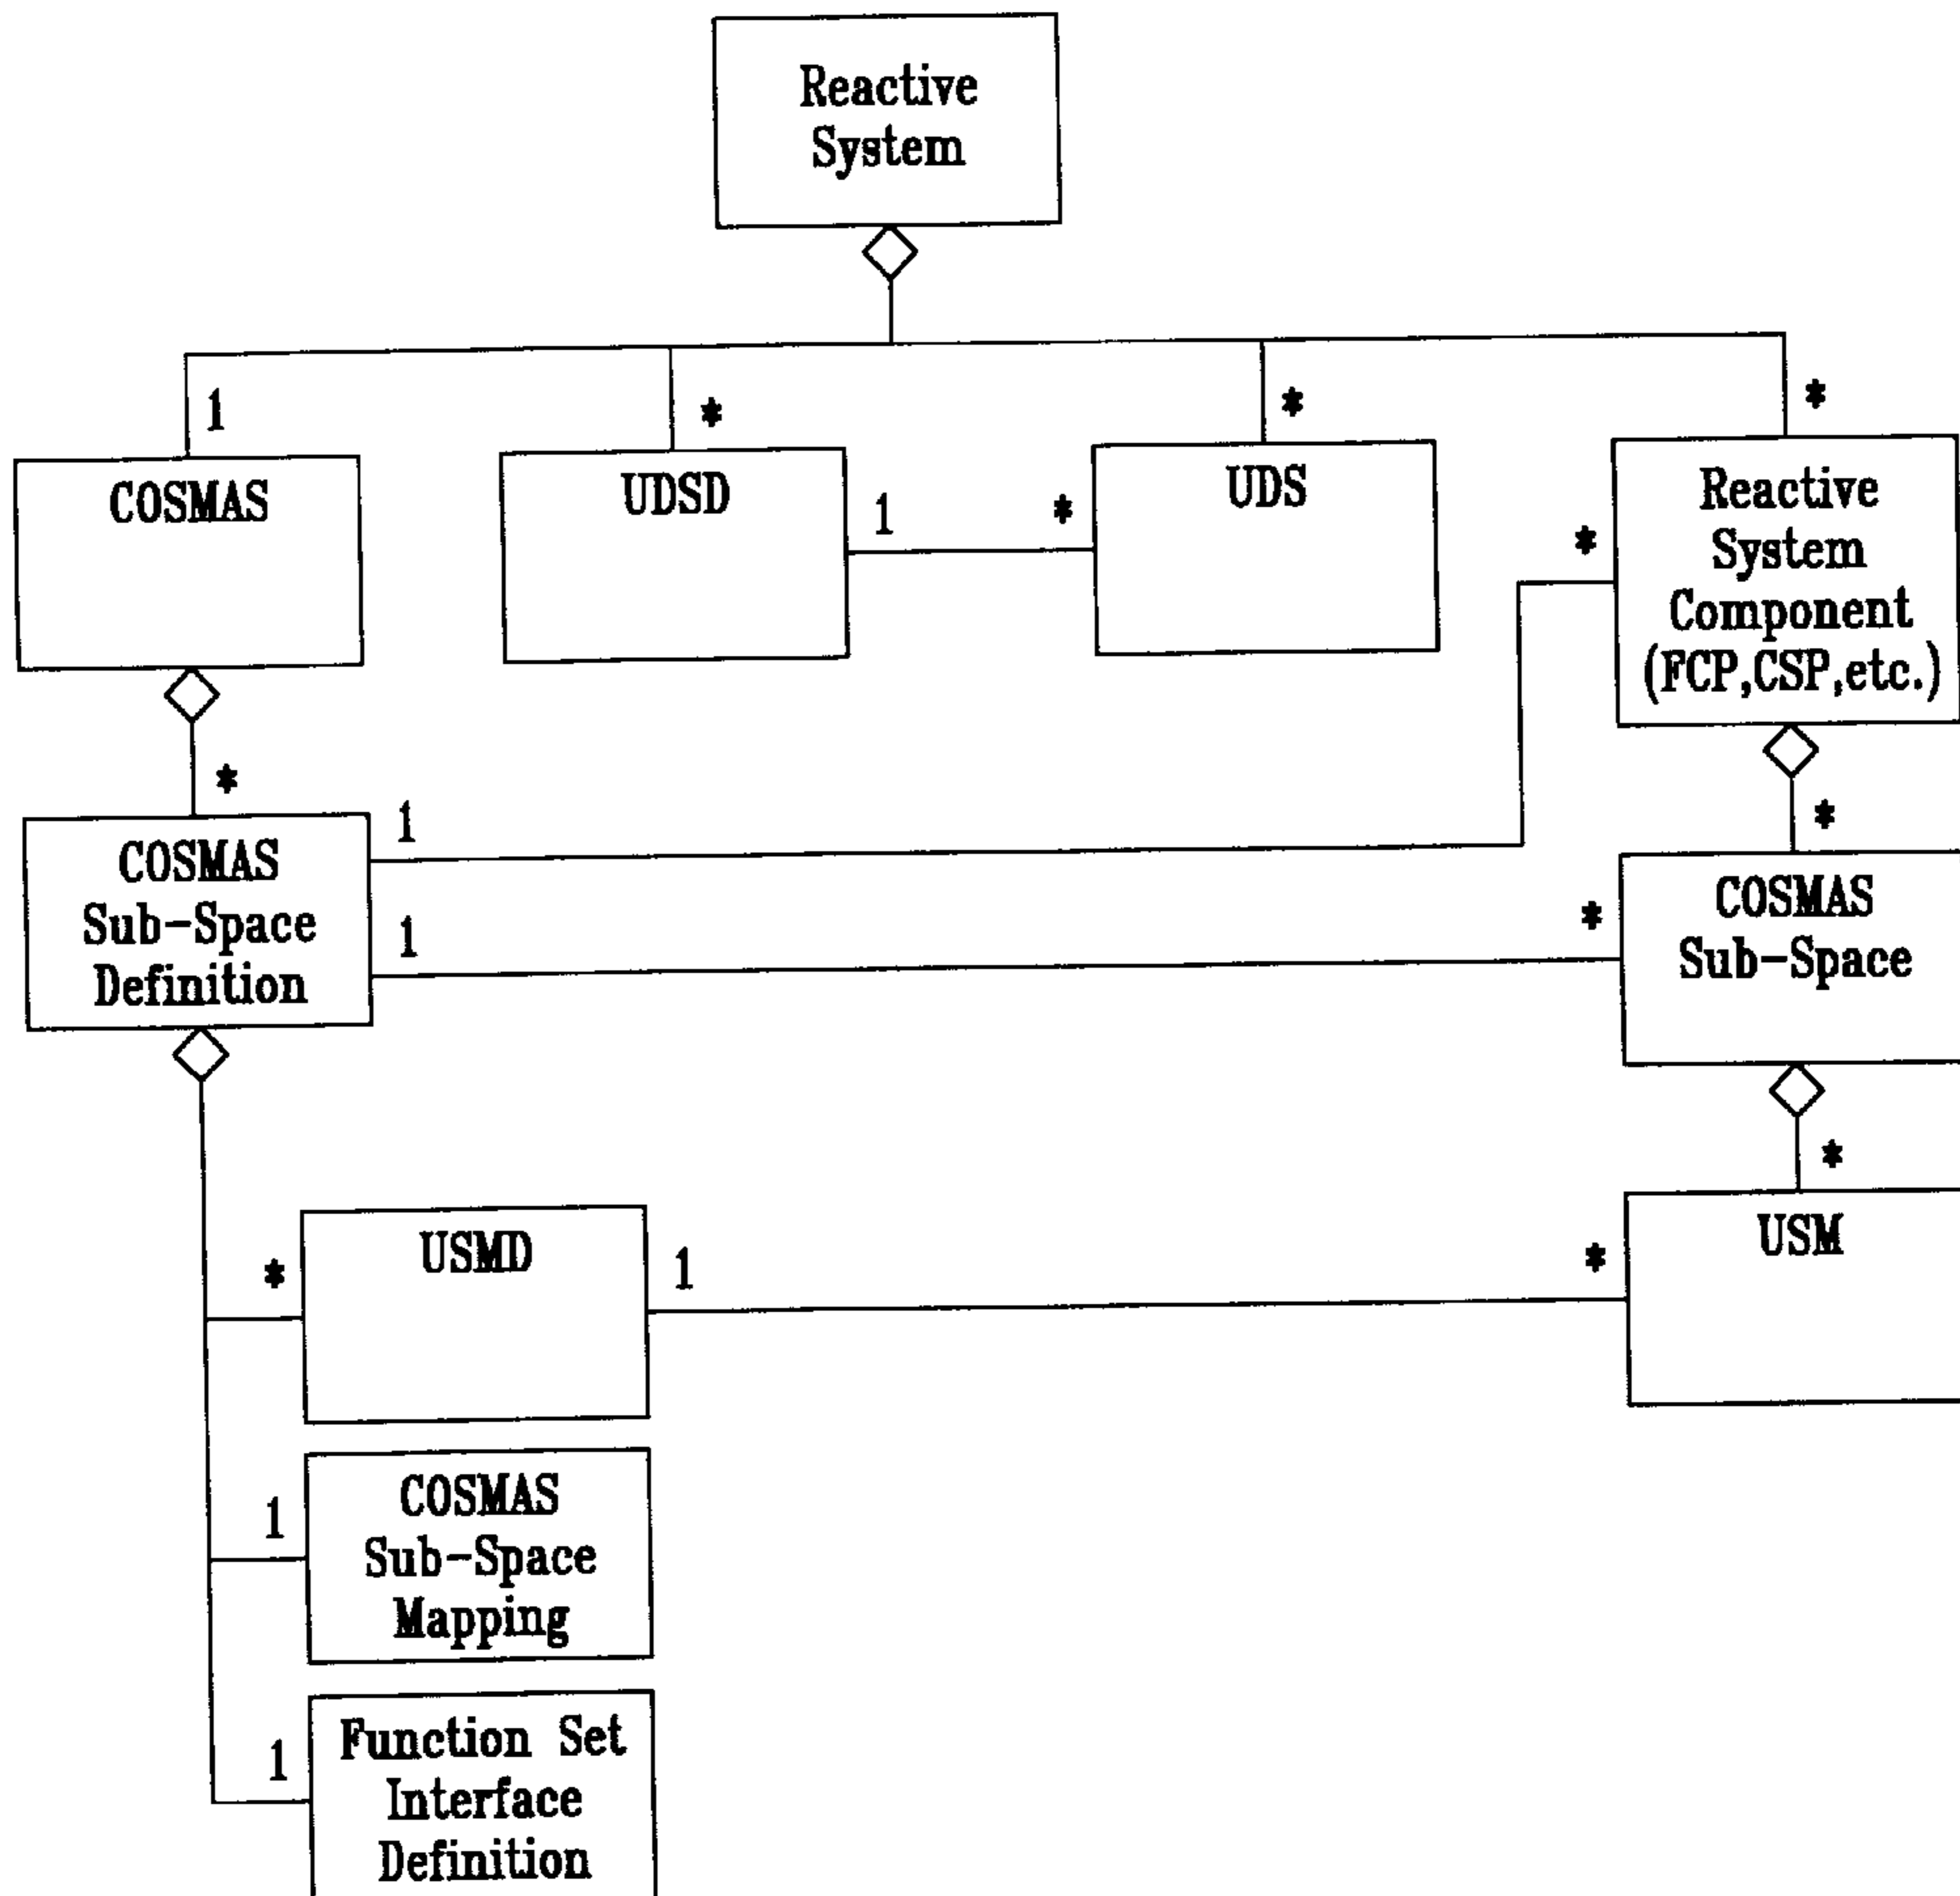 Reactive
System
1
*
*
*
COSMAS
UDSD
1
*
UDS
*
Reactive
System
Component
(FCP,CSP,etc.)
*
*
COSMAS
Sub-Space
Definition
1
1
*
COSMAS
Sub-Space
*
*
USMD
1
*
USM
1
COSMAS
Sub-Space
Mapping
1
Function Set
Interface
Definition